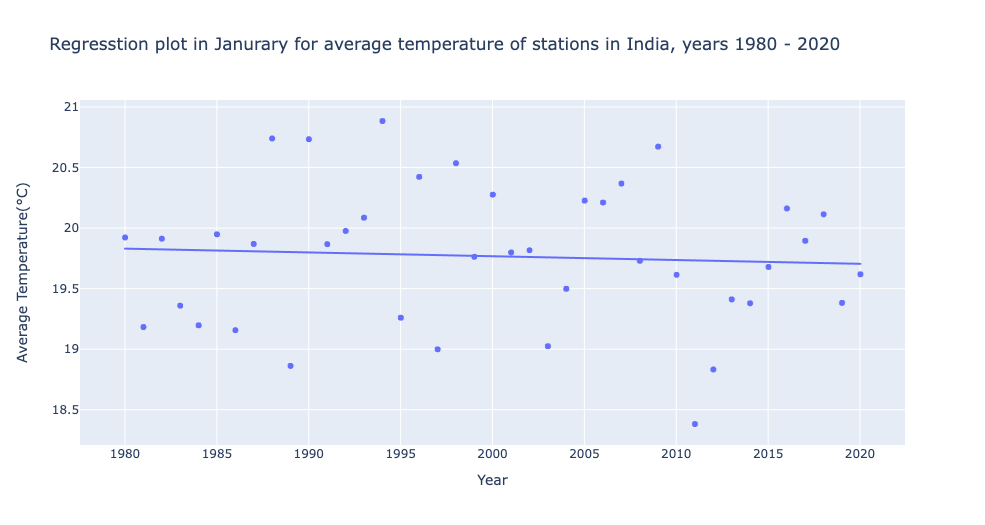 Regresstion plot in Janurary for average temperature of stations in India, years 1980 - 2020
Average Temperature(°C)
21
20.5
20
19.5
19
18.5
1980 1985 1990 1995 2000 2005 2010 2015 2020
Year